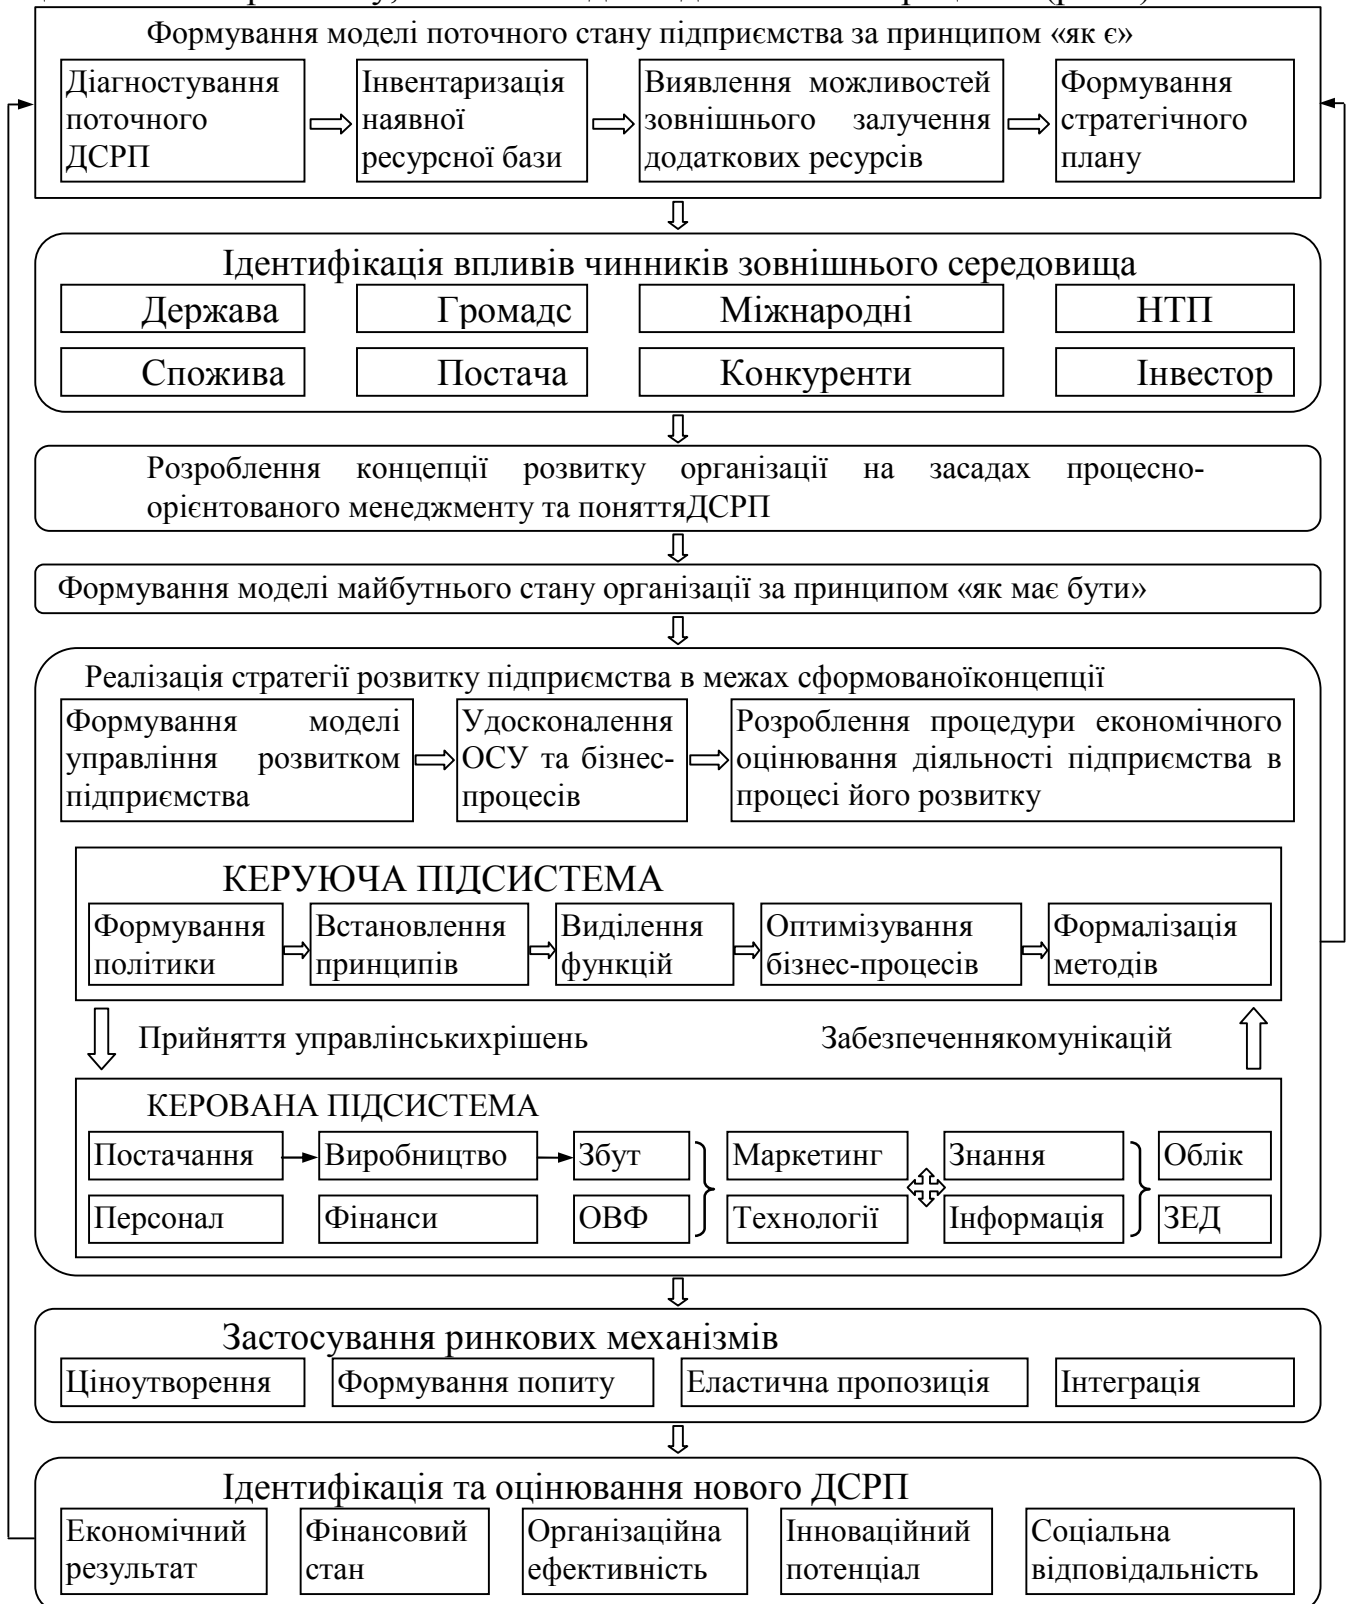 Формування моделі поточного стану підприємства за принципом «як є»
Діагностування
поточного
ДСРП
Інвентаризація
наявної
ресурсної бази
Виявлення можливостей
зовнішнього залучення
додаткових ресурсів
Формування
стратегічного
плану
Ідентифікація впливів чинників зовнішнього середовища
Держава
Громадс
Міжнародні
НТП
Спожива
Постача
Конкуренти
Інвестор
Розроблення концепції розвитку організації на засадах процесно-
орієнтованого менеджменту та поняттяДСРП
Формування моделі майбутнього стану організації за принципом «як має бути»
Реалізація стратегії розвитку підприємства в межах сформованоїконцепції
Формування моделі
управління розвитком
підприємства
Удосконалення
ОСУ та бізнес-
процесів
Розроблення процедури економічного
оцінювання діяльності підприємства в
процесі його розвитку
КЕРУЮЧА ПІДСИСТЕМА
Формування
політики
Встановлення
принципів
Виділення
функцій
Оптимізування
бізнес-процесів
Формалізація
методів
Прийняття управлінськихрішень
Забезпеченнякомунікацій
КЕРОВАНА ПІДСИСТЕМА
Постачання
Виробництво
Збут
Маркетинг
Знання
Облік
Персонал
Фінанси
ОВФ
Технології
Інформація
ЗЕД
Застосування ринкових механізмів
Ціноутворення
Формування попиту
Еластична пропозиція
Інтеграція
Ідентифікація та оцінювання нового ДСРП
Економічний
результат
Фінансовий
стан
Організаційна
ефективність
Інноваційний
потенціал
Соціальна
відповідальність